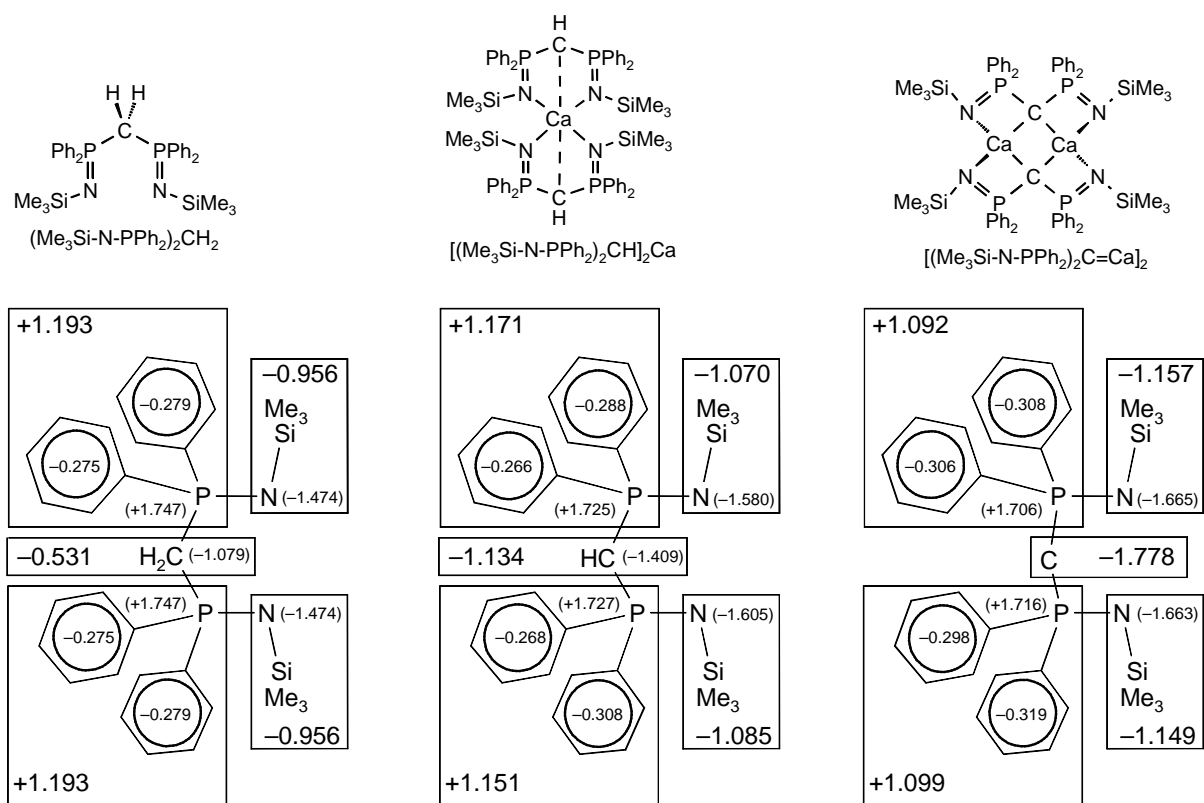 H H
C
Ph₂P PPh₂
N N
Me₃Si SiMe₃
(Me₃Si-N-PPh₂)₂CH₂
H
C
Ph₂P PPh₂
N N
Me₃Si SiMe₃
Ca
Me₃Si SiMe₃
N N
Ph₂P PPh₂
C
H
[(Me₃Si-N-PPh₂)₂CH]₂Ca
Ph₂ Ph₂
Me₃Si P P SiMe₃
N C N
Ca Ca
N C N
Me₃Si P P SiMe₃
Ph₂ Ph₂
[(Me₃Si-N-PPh₂)₂C=Ca]₂
+1.193
–0.279
–0.275
–0.956
Me₃
Si
P N (–1.474)
(+1.747)
–0.531 H₂C (–1.079)
(+1.747) P N (–1.474)
–0.275
–0.279
Si
Me₃
–0.956
+1.193
+1.171
–0.288
–0.266
–1.070
Me₃
Si
P N (–1.580)
(+1.725)
–1.134 HC (–1.409)
(+1.727) P N (–1.605)
–0.268
–0.308
Si
Me₃
–1.085
+1.151
+1.092
–0.308
–0.306
–1.157
Me₃
Si
P N (–1.665)
(+1.706)
C –1.778
(+1.716) P N (–1.663)
–0.298
–0.319
Si
Me₃
–1.149
+1.099